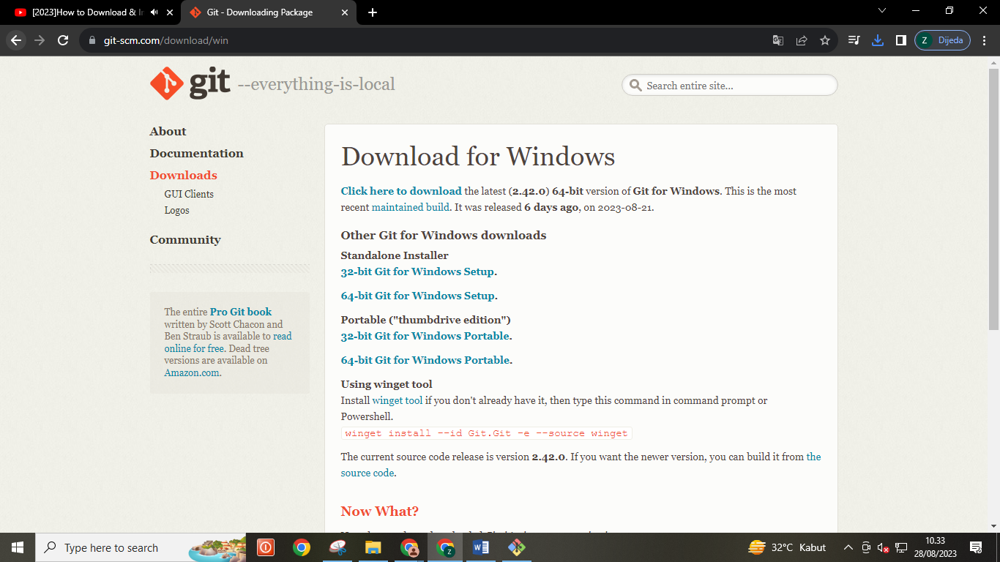 [2023]How to Download & In
Git - Downloading Package
git-scm.com/download/win
Z
Dijeda
git --everything-is-local
Search entire site...
About
Documentation
Downloads
GUI Clients
Logos
Community
The entire Pro Git book
written by Scott Chacon and
Ben Straub is available to read
online for free. Dead tree
versions are available on
Amazon.com.
Download for Windows
Click here to download the latest (2.42.0) 64-bit version of Git for Windows. This is the most
recent maintained build. It was released 6 days ago, on 2023-08-21.
Other Git for Windows downloads
Standalone Installer
32-bit Git for Windows Setup.
64-bit Git for Windows Setup.
Portable ("thumbdrive edition")
32-bit Git for Windows Portable.
64-bit Git for Windows Portable.
Using winget tool
Install winget tool if you don't already have it, then type this command in command prompt or
Powershell.
winget install --id Git.Git -e --source winget
The current source code release is version 2.42.0. If you want the newer version, you can build it from the
source code.
Now What?
Type here to search
32°C Kabut
10.33
28/08/2023